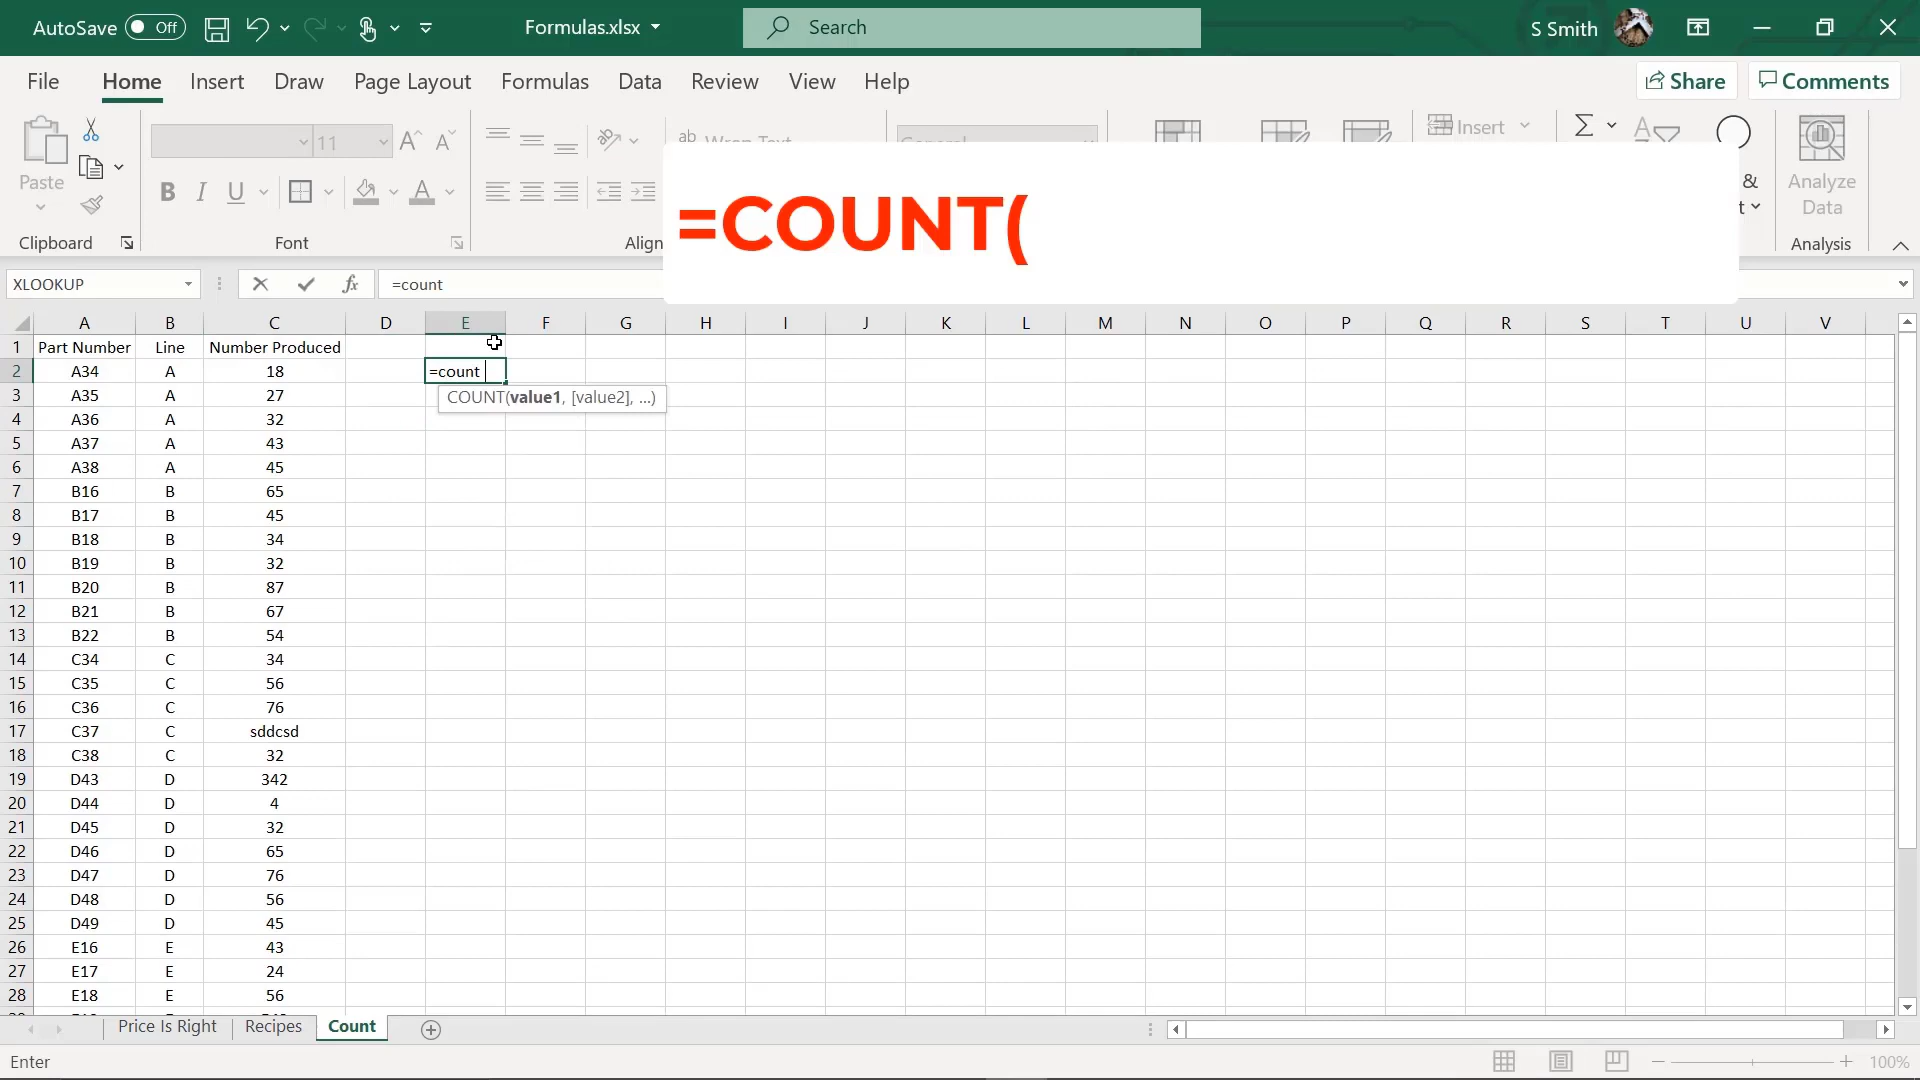 AutoSave Off Formulas.xlsx Search S Smith
File Home Insert Draw Page Layout Formulas Data Review View Help Share Comments
11 ab Insert
Paste & Analyze
Data
Clipboard Font Align Analysis
=COUNT(
XLOOKUP fx =count
A B C D E F G H I J K L M N O P Q R S T U V
1 Part Number Line Number Produced
2 A34 A 18 =count
3 A35 A 27 COUNT(value1, [value2], ...)
4 A36 A 32
5 A37 A 43
6 A38 A 45
7 B16 B 65
8 B17 B 45
9 B18 B 34
10 B19 B 32
11 B20 B 87
12 B21 B 67
13 B22 B 54
14 C34 C 34
15 C35 C 56
16 C36 C 76
17 C37 C sddcsd
18 C38 C 32
19 D43 D 342
20 D44 D 4
21 D45 D 32
22 D46 D 65
23 D47 D 76
24 D48 D 56
25 D49 D 45
26 E16 E 43
27 E17 E 24
28 E18 E 56
Price Is Right Recipes Count
Enter 100%